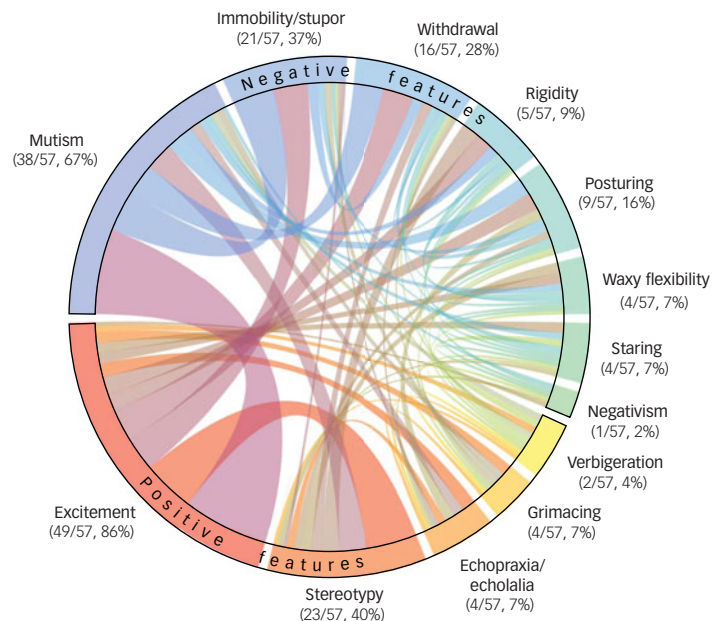 Immobility/stupor
(21/57, 37%)
Withdrawal
(16/57, 28%)
Negative features
Rigidity
(5/57, 9%)
Mutism
(38/57, 67%)
Posturing
(9/57, 16%)
Waxy flexibility
(4/57, 7%)
Staring
(4/57, 7%)
Negativism
(1/57, 2%)
Verbigeration
(2/57, 4%)
Grimacing
(4/57, 7%)
Excitement
(49/57, 86%)
Positive features
Echopraxia/
echolalia
(4/57, 7%)
Stereotypy
(23/57, 40%)